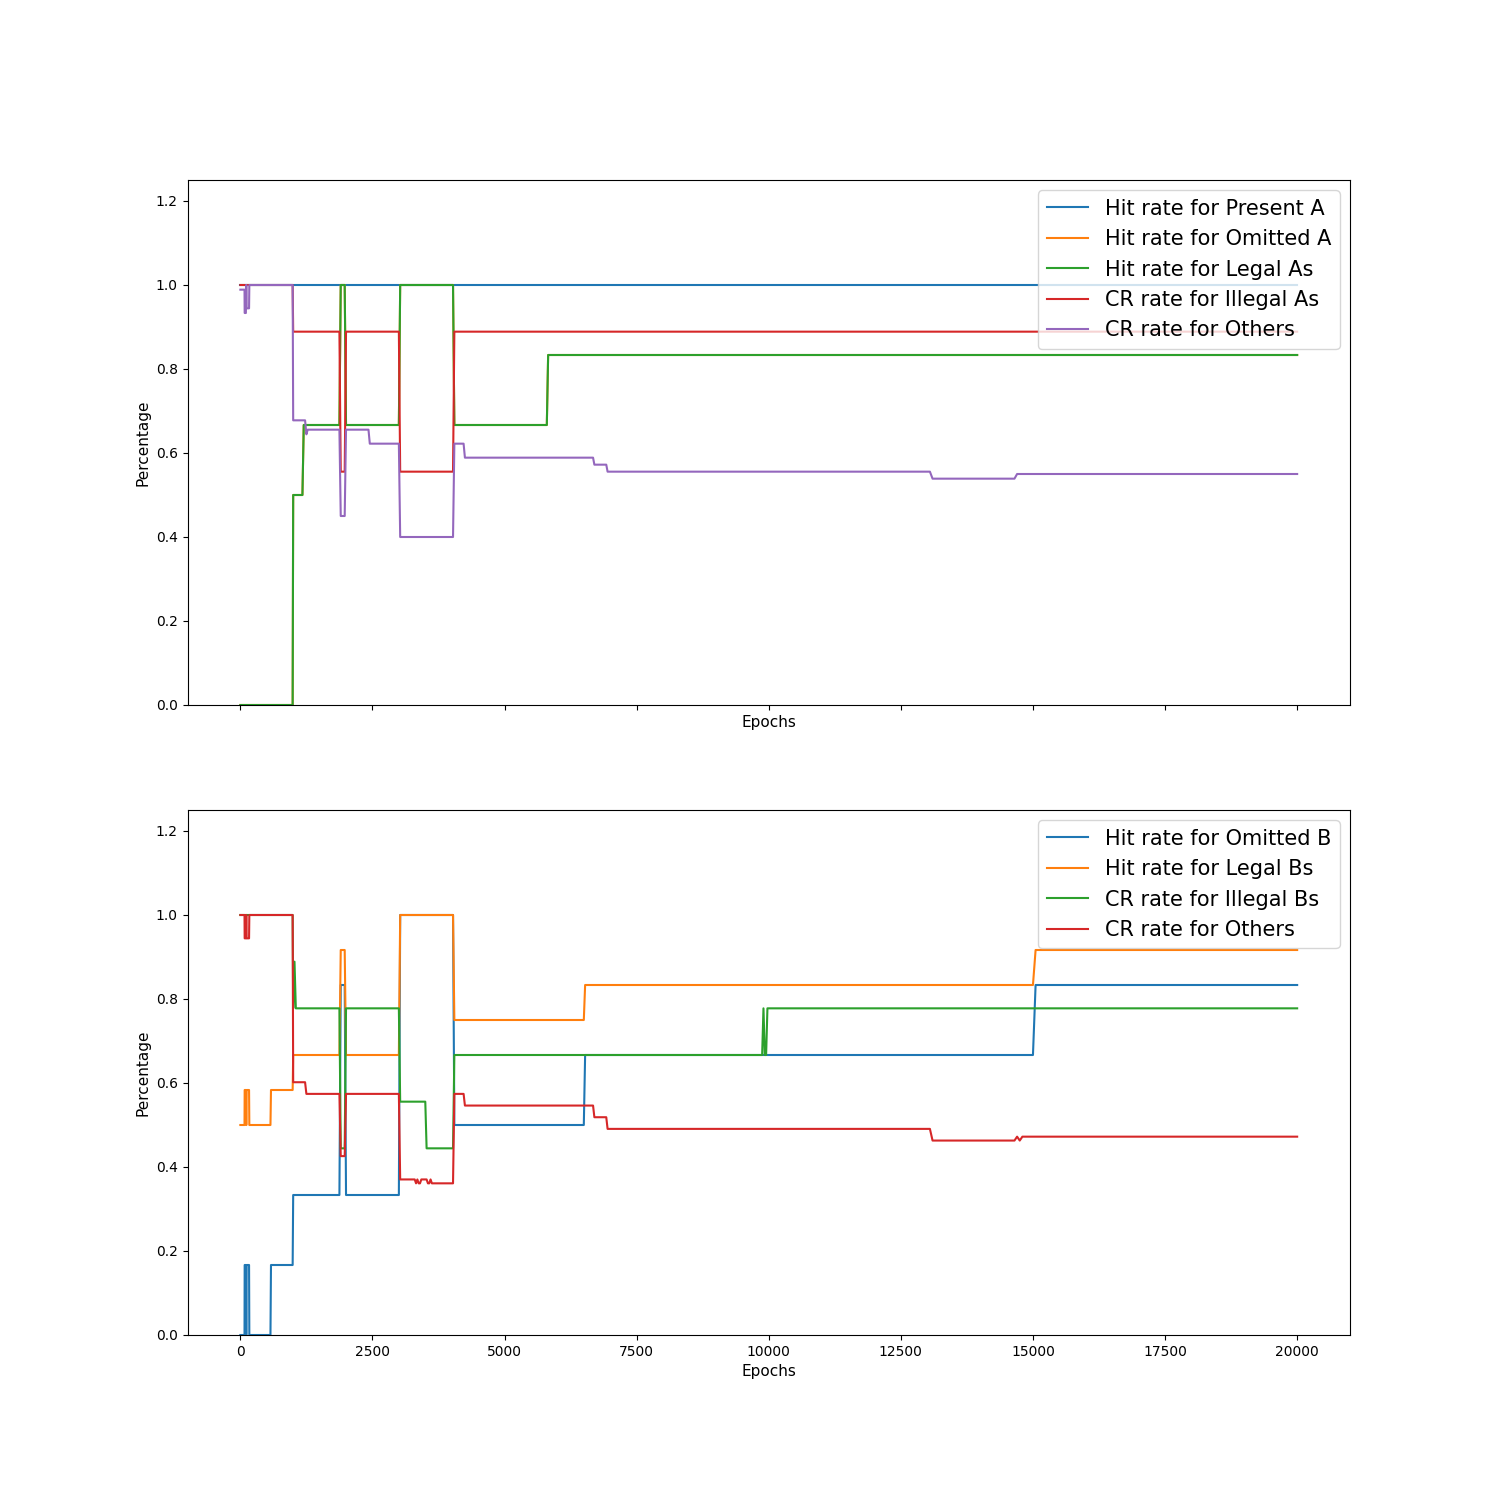 1.2
1.0
0.8
0.6
0.4
0.2
0.0
Percentage
Epochs
Hit rate for Present A
Hit rate for Omitted A
Hit rate for Legal As
CR rate for Illegal As
CR rate for Others
1.2
1.0
0.8
0.6
0.4
0.2
0.0
Percentage
0 2500 5000 7500 10000 12500 15000 17500 20000
Epochs
Hit rate for Omitted B
Hit rate for Legal Bs
CR rate for Illegal Bs
CR rate for Others